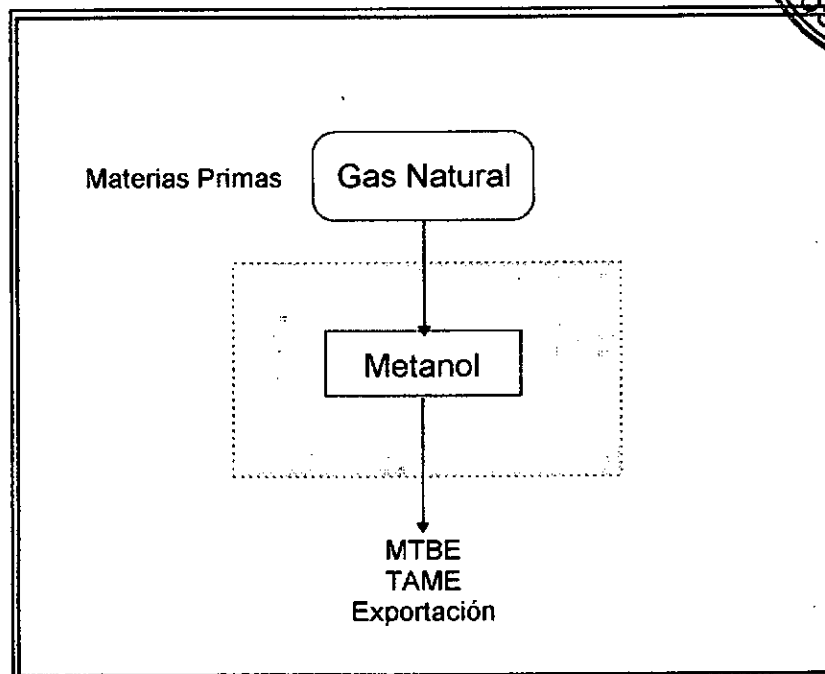 Materias Primas
Gas Natural
Metanol
MTBE
TAME
Exportación